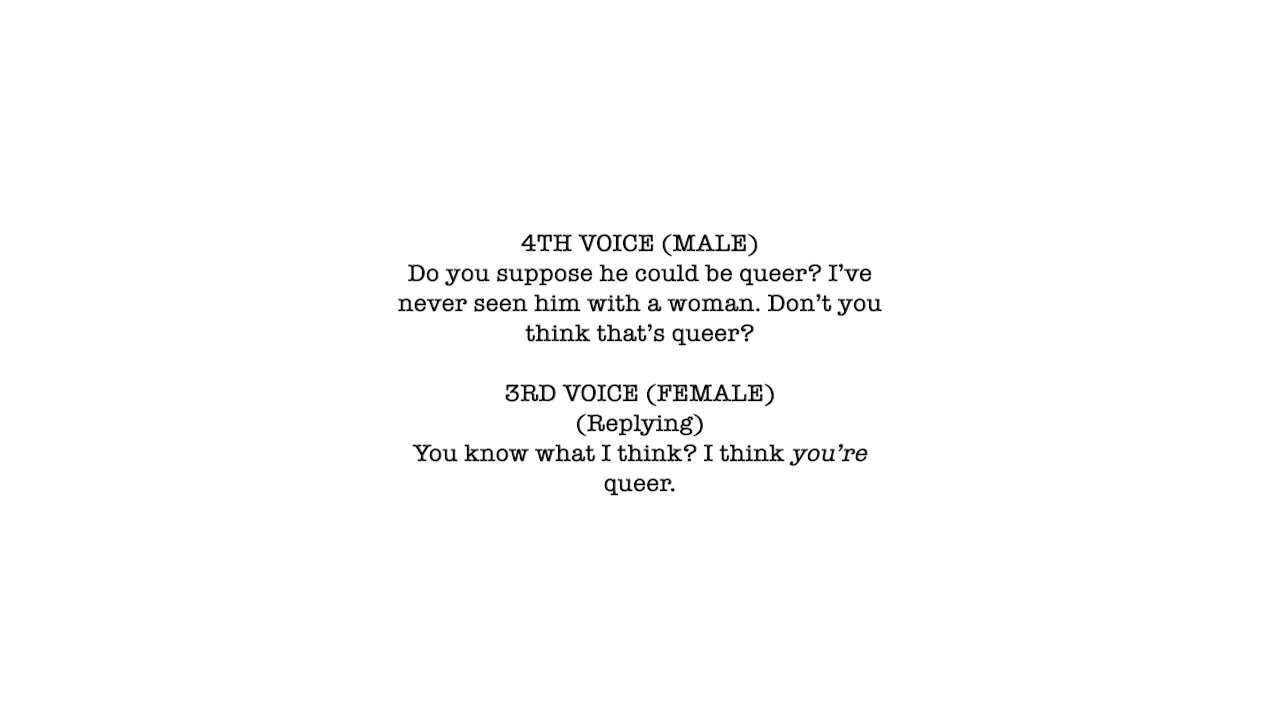 4TH VOICE (MALE)
Do you suppose he could be queer? I’ve
never seen him with a woman. Don’t you
think that’s queer?
3RD VOICE (FEMALE)
(Replying)
You know what I think? I think you’re
queer.